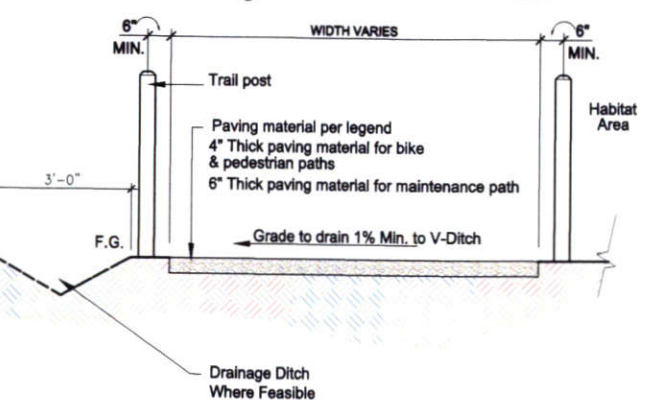 6"
MIN.
WIDTH VARIES
6"
MIN.
Trail post
Habitat
Area
Paving material per legend
4" Thick paving material for bike
& pedestrian paths
6" Thick paving material for maintenance path
3'-0"
F.G.
Grade to drain 1% Min. to V-Ditch
Drainage Ditch
Where Feasible